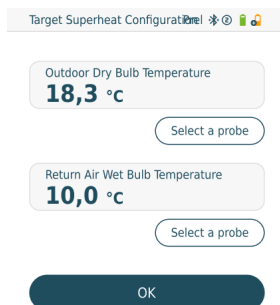 Target Superheat Configuration
Outdoor Dry Bulb Temperature
18,3 °C
Select a probe
Return Air Wet Bulb Temperature
10,0 °C
Select a probe
OK